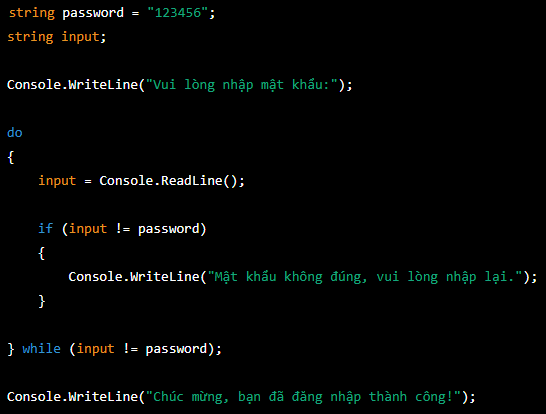 string password = "123456";
string input;
Console.WriteLine("Vui lòng nhập mật khẩu:");
do
{
    input = Console.ReadLine();
    if (input != password)
    {
        Console.WriteLine("Mật khẩu không đúng, vui lòng nhập lại.");
    }
} while (input != password);
Console.WriteLine("Chúc mừng, bạn đã đăng nhập thành công!");